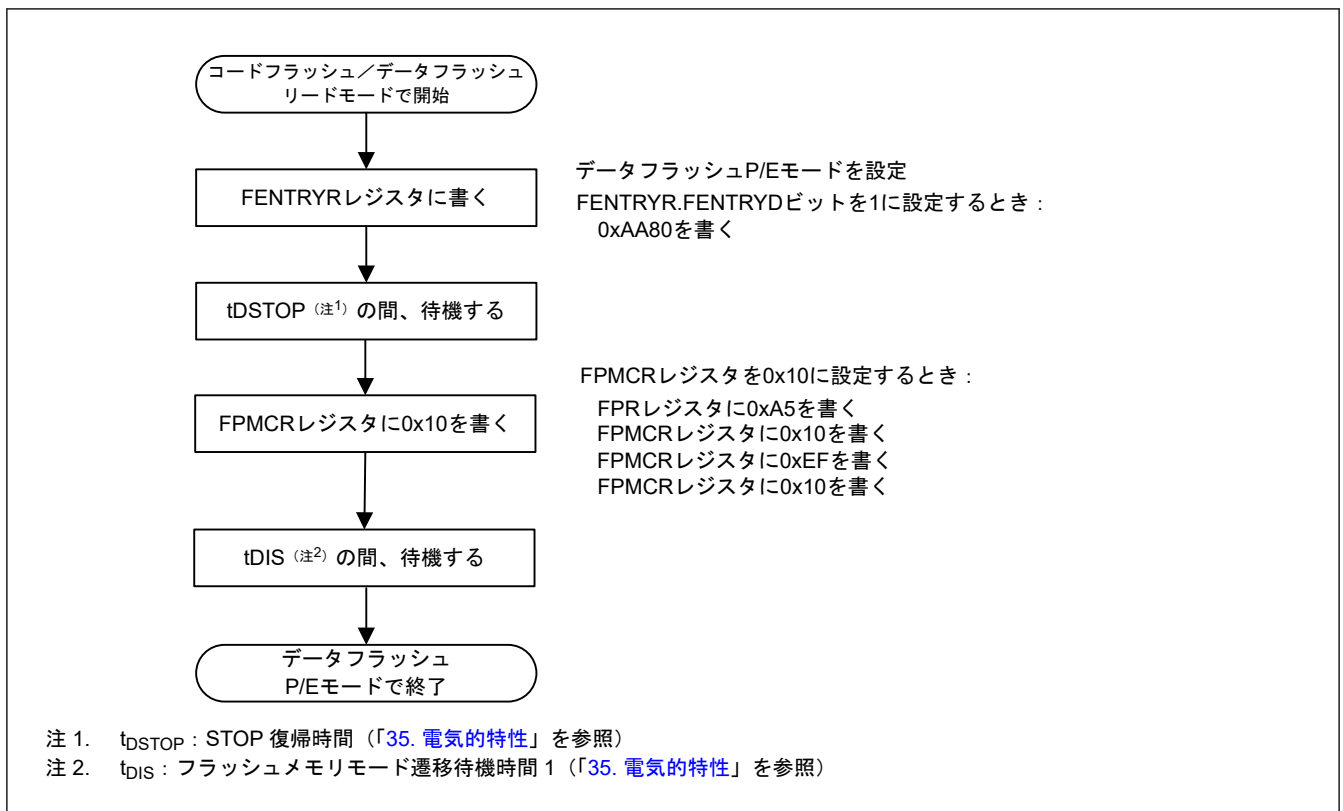 コードフラッシュ／データフラッシュ
リードモードで開始
FENTRYRレジスタに書く
データフラッシュP/Eモードを設定
FENTRYR.FENTRYDビットを1に設定するとき：
0xAA80を書く
tDSTOP（注1）の間、待機する
FPMCRレジスタに0x10を書く
FPMCRレジスタを0x10に設定するとき：
FPRレジスタに0xA5を書く
FPMCRレジスタに0x10を書く
FPMCRレジスタに0xEFを書く
FPMCRレジスタに0x10を書く
tDIS（注2）の間、待機する
データフラッシュ
P/Eモードで終了
注 1. tDSTOP：STOP 復帰時間（「35. 電気的特性」を参照）
注 2. tDIS：フラッシュメモリモード遷移待機時間 1（「35. 電気的特性」を参照）